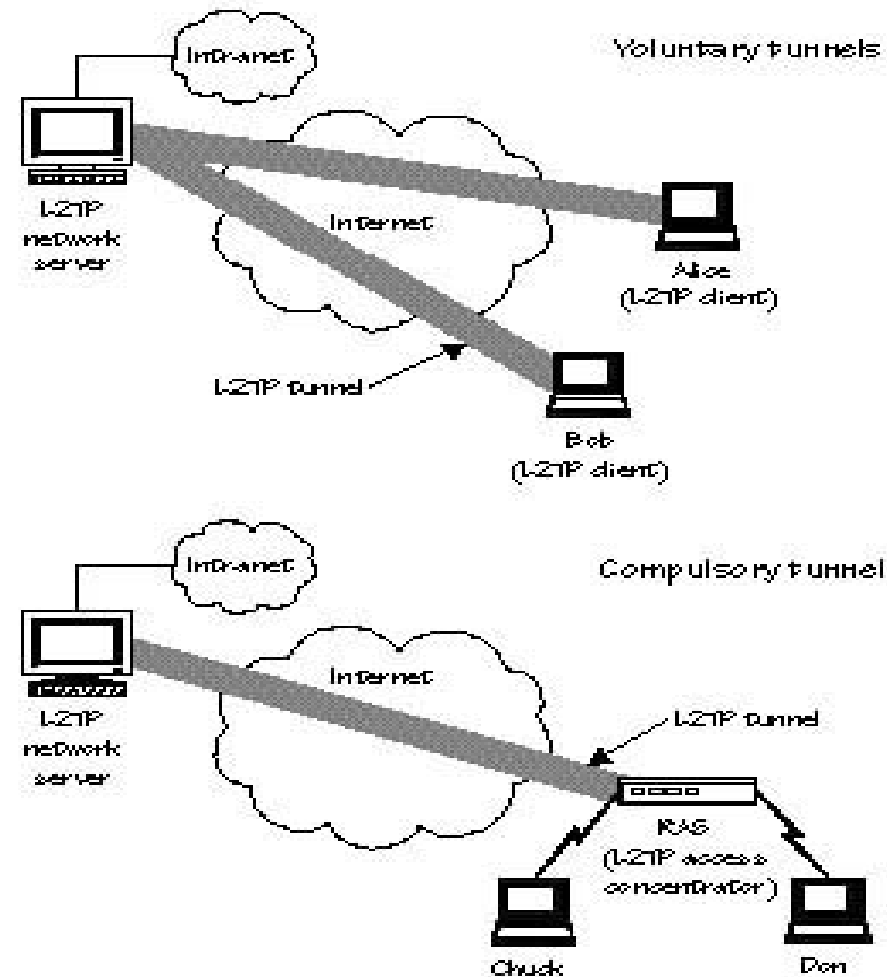 Intranet
Voluntary tunnels
L2TP
network
server
Internet
Alice
(L2TP client)
L2TP tunnel
Bob
(L2TP client)
Intranet
Compulsory tunnel
Internet
L2TP
network
server
L2TP tunnel
RAS
(L2TP access
concentrator)
Chuck
Don